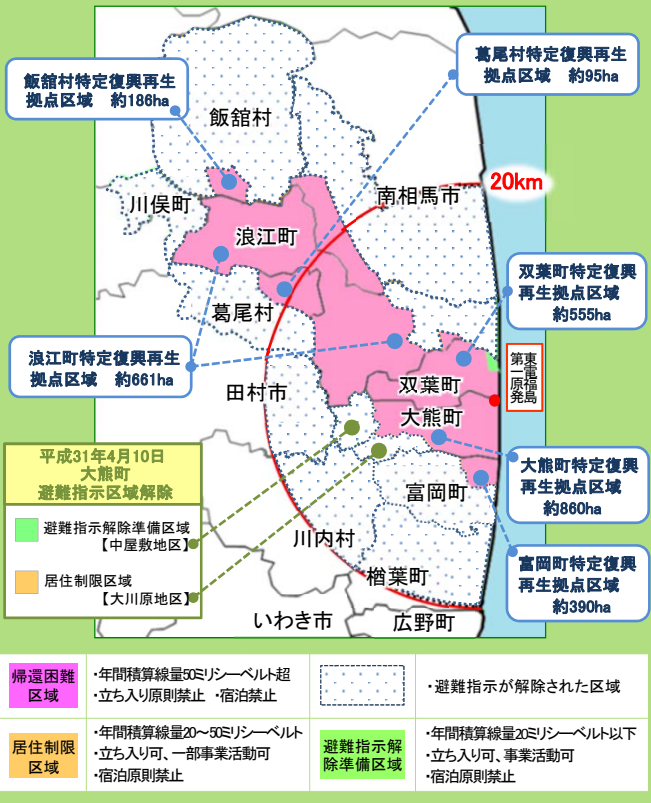 葛尾村特定復興再生
拠点区域　約95ha
飯舘村特定復興再生
拠点区域　約186ha
飯舘村
20km
川俣町
南相馬市
浪江町
双葉町特定復興
再生拠点区域
約555ha
葛尾村
浪江町特定復興再生
拠点区域　約661ha
東電福島
第一原発
双葉町
田村市
大熊町
平成31年4月10日
大熊町
避難指示区域解除
避難指示解除準備区域
【中屋敷地区】
居住制限区域
【大川原地区】
大熊町特定復興
再生拠点区域
約860ha
富岡町
川内村
富岡町特定復興
再生拠点区域
約390ha
楢葉町
いわき市
広野町
帰還困難
区域
・年間積算線量50ミリシーベルト超
・立ち入り原則禁止　・宿泊禁止
・避難指示が解除された区域
居住制限
区域
・年間積算線量20～50ミリシーベルト
・立ち入り可、一部事業活動可
・宿泊原則禁止
避難指示解
除準備区域
・年間積算線量20ミリシーベルト以下
・立ち入り可、事業活動可
・宿泊原則禁止